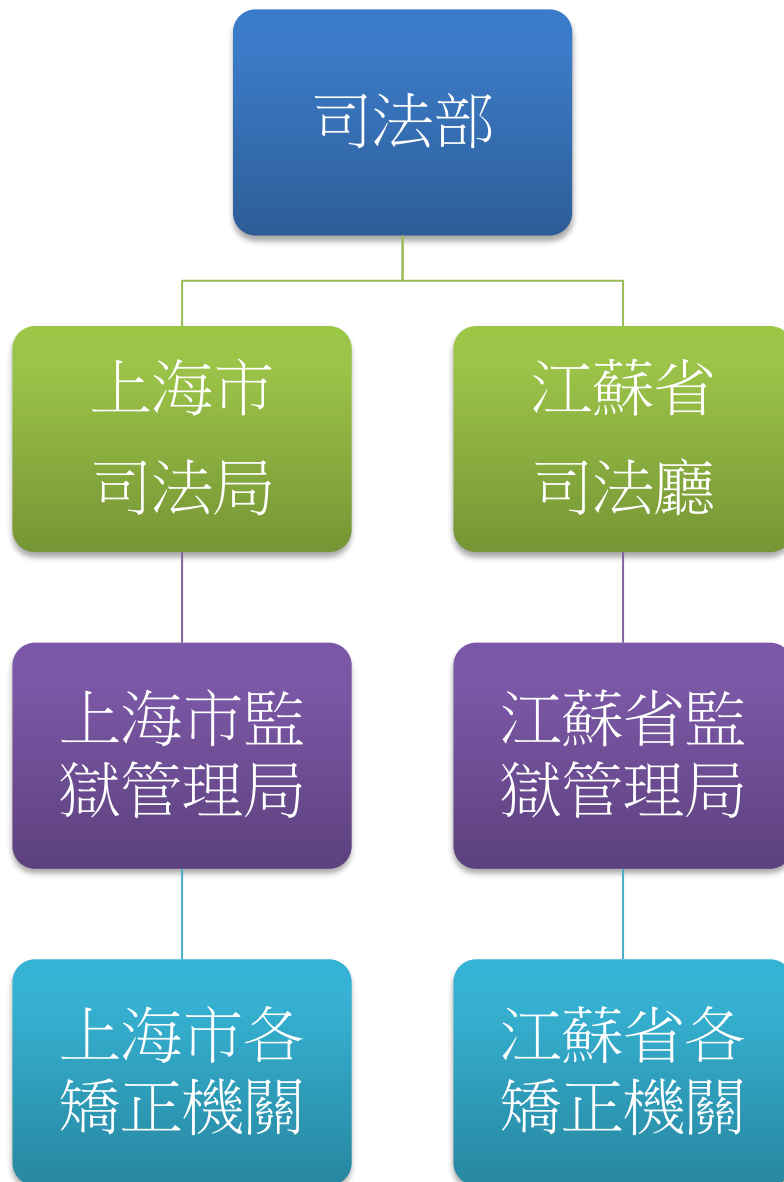 司法部
上海市
司法局
江蘇省
司法廳
上海市監
獄管理局
江蘇省監
獄管理局
上海市各
矯正機關
江蘇省各
矯正機關